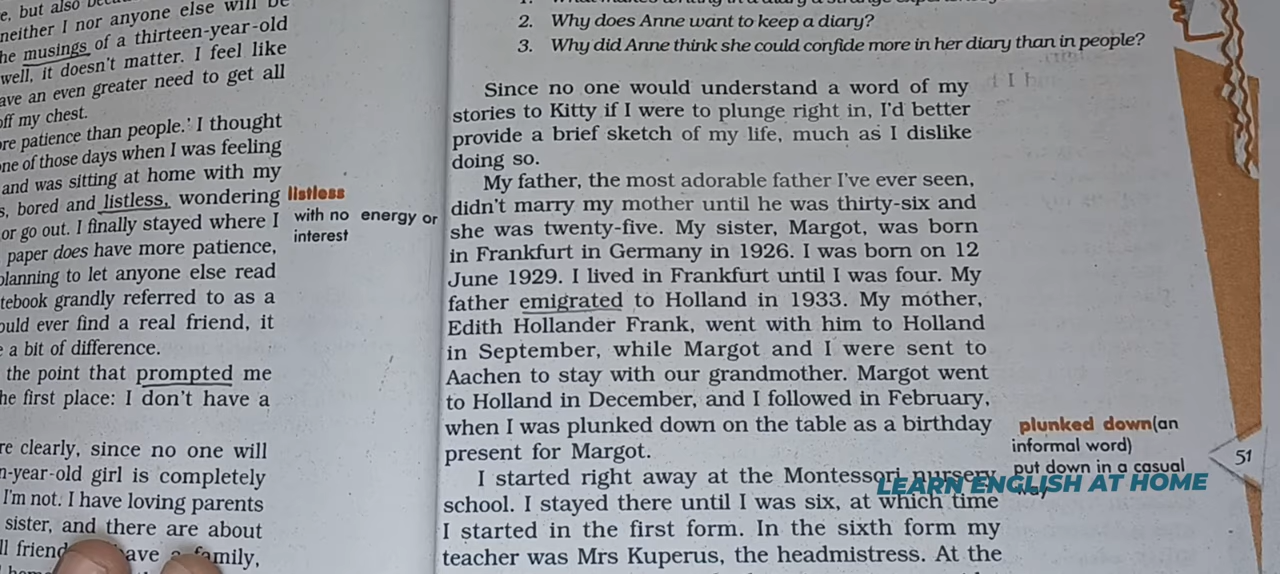 e, but also
neither I nor anyone else will be
he musings of a thirteen-year-old
well, it doesn't matter. I feel like
ave an even greater need to get all
off my chest.
re patience than people.' I thought
ne of those days when I was feeling
and was sitting at home with my
s, bored and listless, wondering
or go out. I finally stayed where I
paper does have more patience,
planning to let anyone else read
tebook grandly referred to as a
ould ever find a real friend, it
e a bit of difference.
the point that prompted me
he first place: I don't have a
re clearly, since no one will
n-year-old girl is completely
I'm not. I have loving parents
sister, and there are about
ll friend ave a family,
listless
with no energy or
interest
2. Why does Anne want to keep a diary?
3. Why did Anne think she could confide more in her diary than in people?
Since no one would understand a word of my
stories to Kitty if I were to plunge right in, I'd better
provide a brief sketch of my life, much as I dislike
doing so.
My father, the most adorable father I've ever seen,
didn't marry my mother until he was thirty-six and
she was twenty-five. My sister, Margot, was born
in Frankfurt in Germany in 1926. I was born on 12
June 1929. I lived in Frankfurt until I was four. My
father emigrated to Holland in 1933. My mother,
Edith Hollander Frank, went with him to Holland
in September, while Margot and I were sent to
Aachen to stay with our grandmother. Margot went
to Holland in December, and I followed in February,
when I was plunked down on the table as a birthday
present for Margot.
I started right away at the Montessori nursery
school. I stayed there until I was six, at which time
I started in the first form. In the sixth form my
teacher was Mrs Kuperus, the headmistress. At the
plunked down(an
informal word)
put down in a casual
way
51
LEARN ENGLISH AT HOME